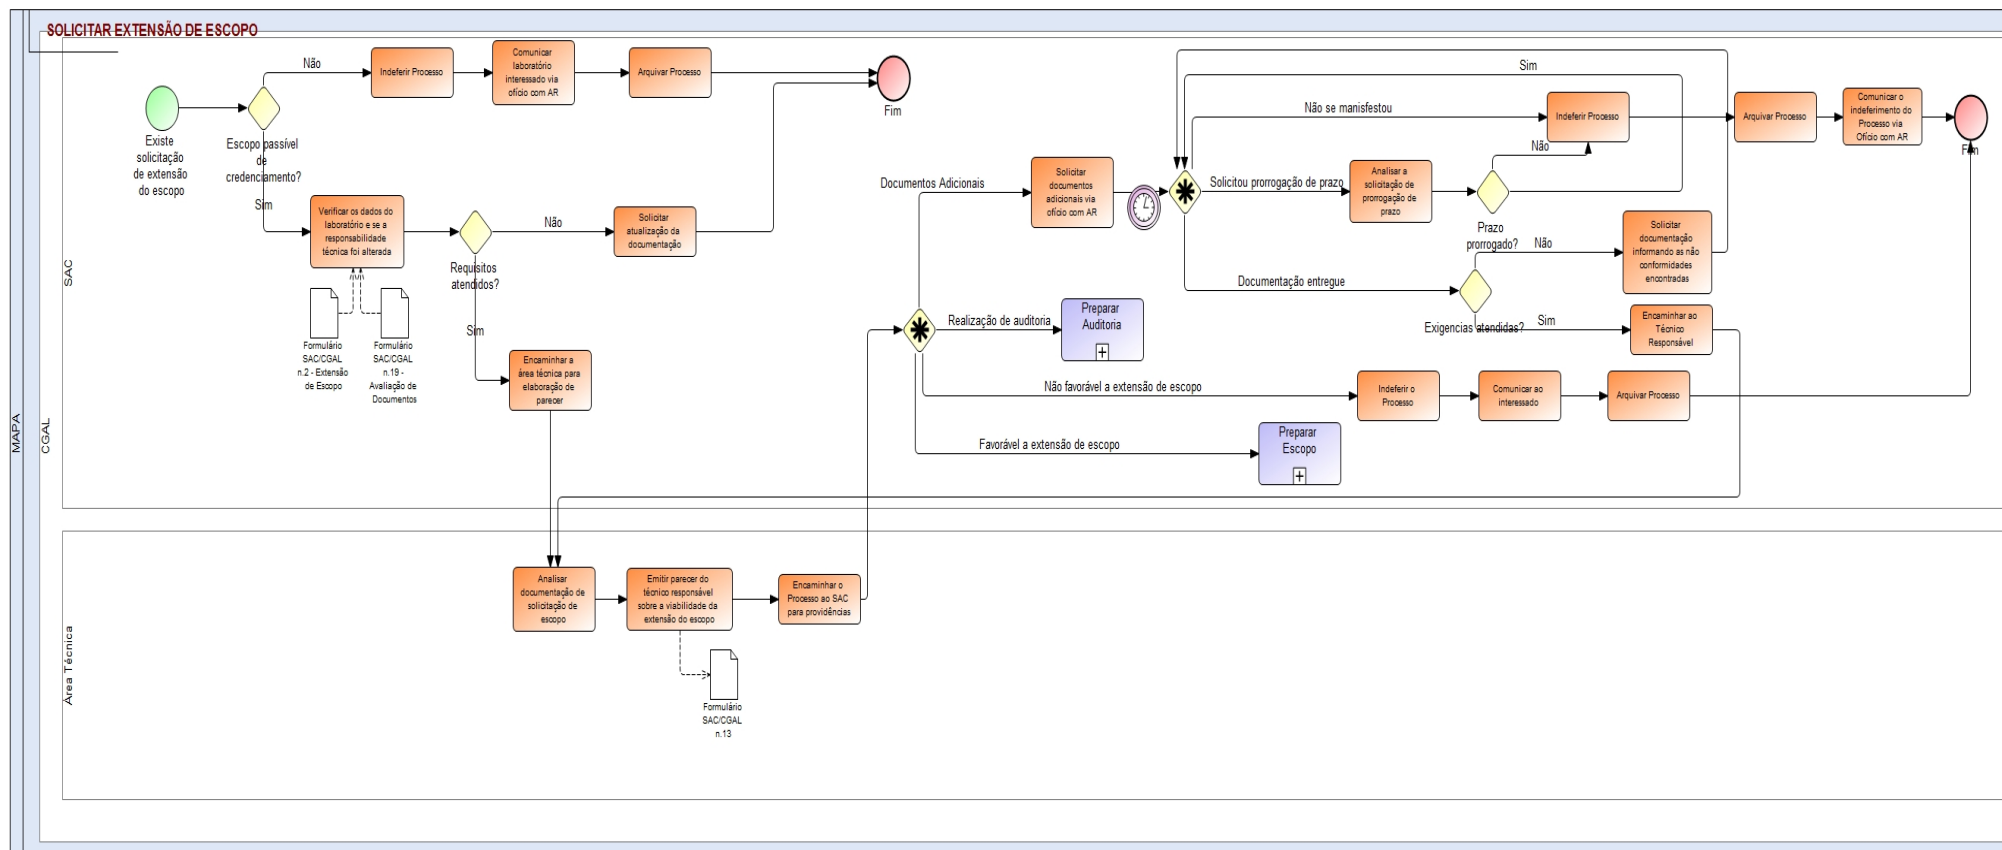 SOLICITAR EXTENSÃO DE ESCOPO
MAPA
CGAL
SAC
Existe
solicitação
de extensão
do escopo
Escopo passível
de
credenciamento?
Não
Indeferir Processo
Comunicar
laboratório
interessado via
ofício com AR
Arquivar Processo
Fim
Sim
Verificar os dados do
laboratório e se a
responsabilidade
técnica foi alterada
Formulário
SAC/CGAL
n.2 - Extensão
de Escopo
Formulário
SAC/CGAL
n.19 -
Avaliação de
Documentos
Requisitos
atendidos?
Não
Solicitar
atualização da
documentação
Sim
Encaminhar a
área técnica para
elaboração de
parecer
Documentos Adicionais
Solicitar
documentos
adicionais via
ofício com AR
Realização de auditoria
Preparar
Auditoria
Não favorável a extensão de escopo
Indeferir o
Processo
Comunicar ao
interessado
Arquivar Processo
Favorável a extensão de escopo
Preparar
Escopo
Sim
Não se manisfestou
Indeferir Processo
Arquivar Processo
Comunicar o
indeferimento do
Processo via
Ofício com AR
Fim
Não
Solicitou prorrogação de prazo
Analisar a
solicitação de
prorrogação de
prazo
Prazo
prorrogado?
Documentação entregue
Exigencias atendidas?
Não
Solicitar
documentação
informando as não
conformidades
encontradas
Sim
Encaminhar ao
Técnico
Responsável
Área Técnica
Analisar
documentação de
solicitação de
escopo
Emitir parecer do
técnico responsável
sobre a viabilidade da
extensão do escopo
Encaminhar o
Processo ao SAC
para providências
Formulário
SAC/CGAL
n.13